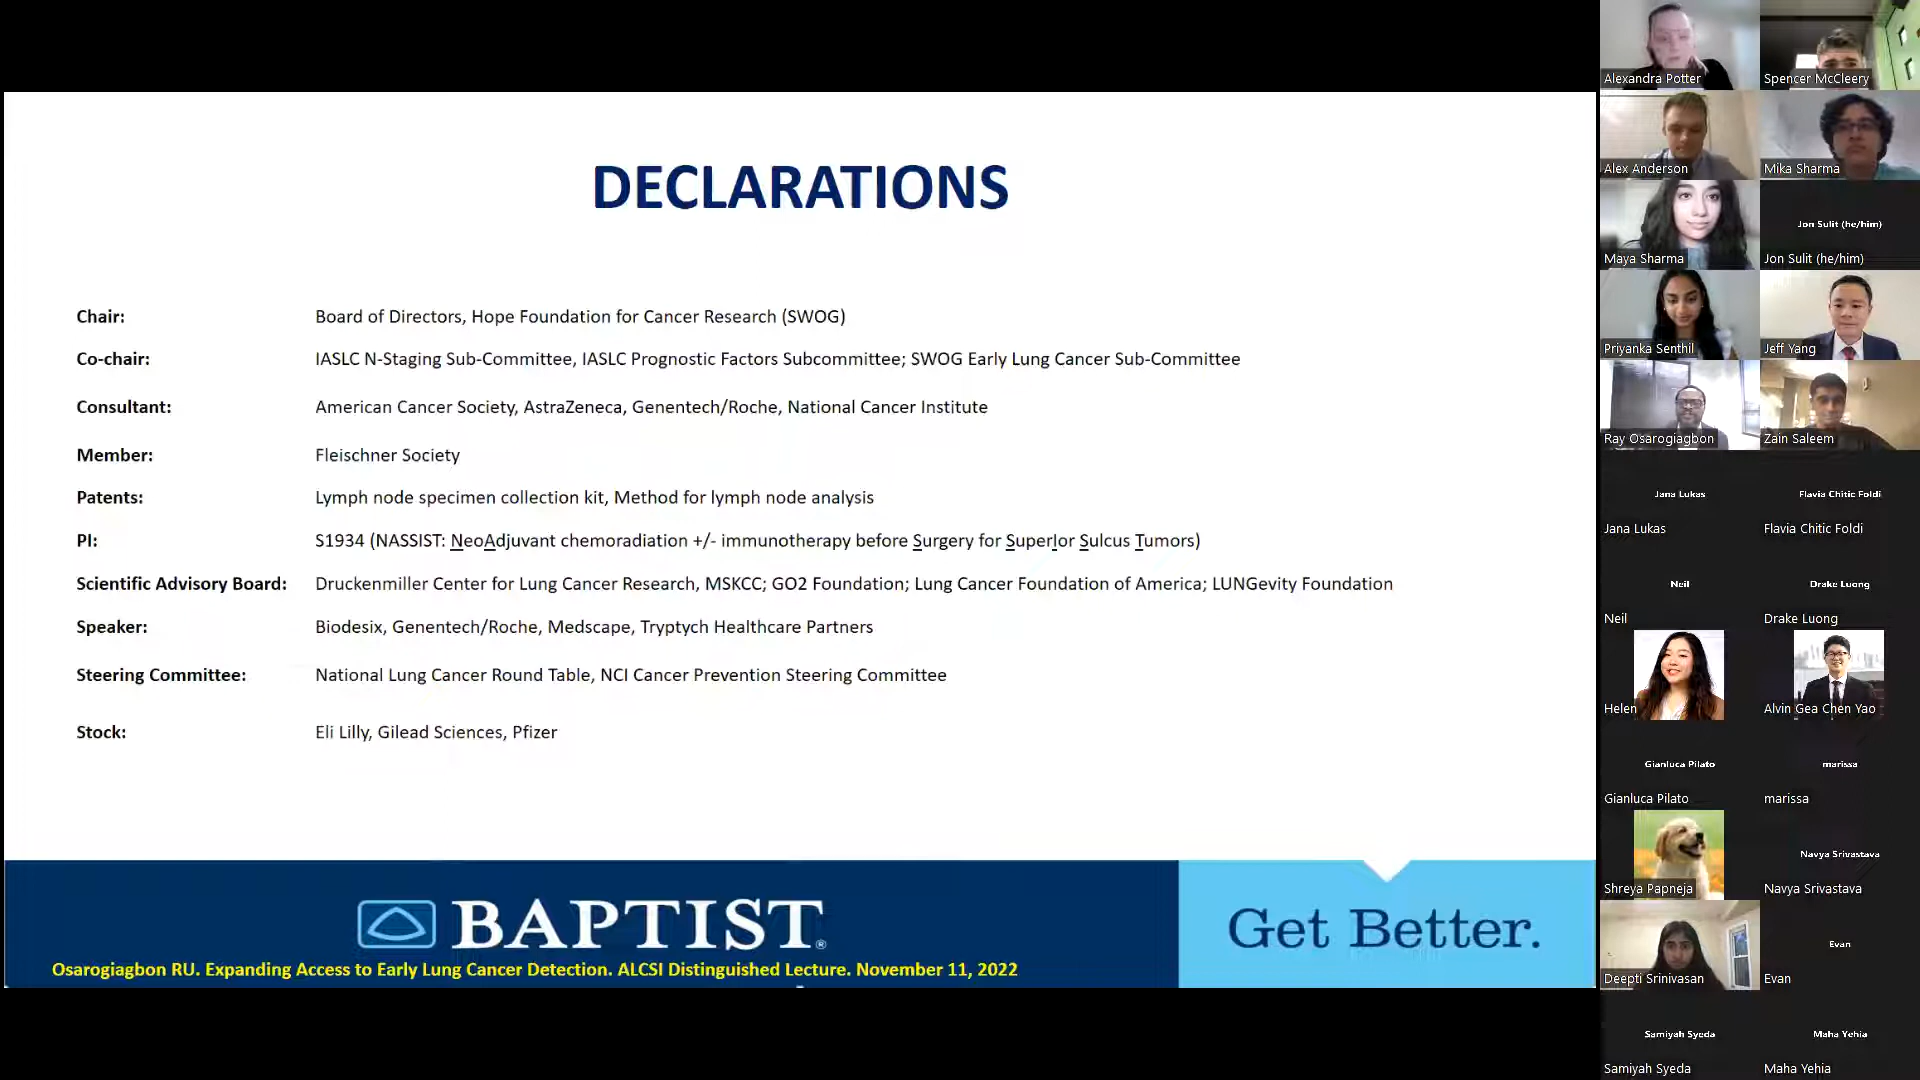 DECLARATIONS
Chair: Board of Directors, Hope Foundation for Cancer Research (SWOG)
Co-chair: IASLC N-Staging Sub-Committee, IASLC Prognostic Factors Subcommittee; SWOG Early Lung Cancer Sub-Committee
Consultant: American Cancer Society, AstraZeneca, Genentech/Roche, National Cancer Institute
Member: Fleischner Society
Patents: Lymph node specimen collection kit, Method for lymph node analysis
PI: S1934 (NASSIST: NeoAdjuvant chemoradiation +/- immunotherapy before Surgery for SuperIor Sulcus Tumors)
Scientific Advisory Board: Druckenmiller Center for Lung Cancer Research, MSKCC; GO2 Foundation; Lung Cancer Foundation of America; LUNGevity Foundation
Speaker: Biodesix, Genentech/Roche, Medscape, Tryptych Healthcare Partners
Steering Committee: National Lung Cancer Round Table, NCI Cancer Prevention Steering Committee
Stock: Eli Lilly, Gilead Sciences, Pfizer
BAPTIST®
Get Better.
Osarogiagbon RU. Expanding Access to Early Lung Cancer Detection. ALCSI Distinguished Lecture. November 11, 2022
Alexandra Potter
Spencer McCleery
Alex Anderson
Mika Sharma
Maya Sharma
Jon Sulit (he/him)
Jon Sulit (he/him)
Priyanka Senthil
Jeff Yang
Ray Osarogiagbon
Zain Saleem
Jana Lukas
Jana Lukas
Flavia Chitic Foldi
Flavia Chitic Foldi
Neil
Neil
Drake Luong
Drake Luong
Helen
Alvin Gea Chen Yao
Gianluca Pilato
Gianluca Pilato
marissa
marissa
Shreya Papneja
Navya Srivastava
Navya Srivastava
Deepti Srinivasan
Evan
Evan
Samiyah Syeda
Samiyah Syeda
Maha Yehia
Maha Yehia